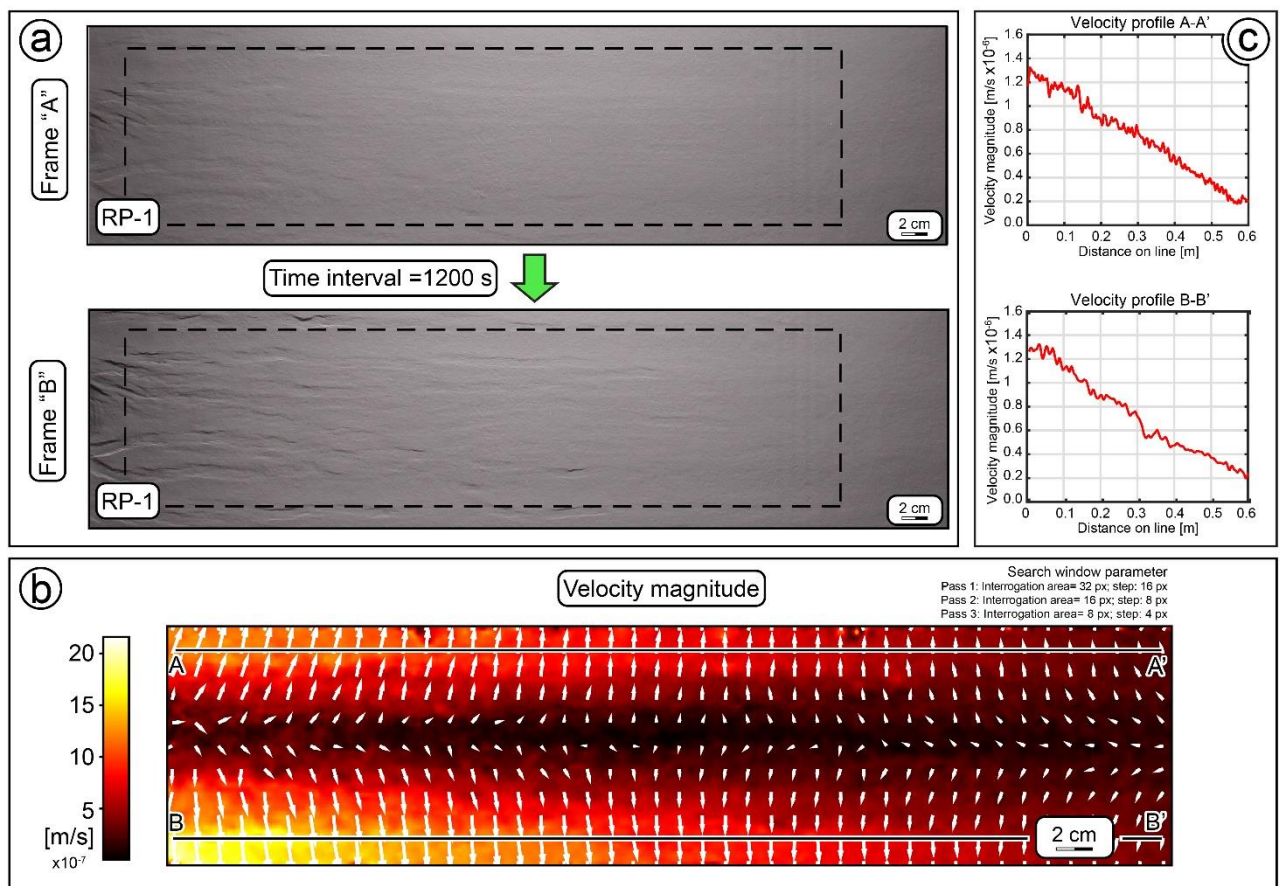 a
Frame “A”
RP-1
2 cm
Time interval =1200 s
Frame “B”
RP-1
2 cm
c
Velocity profile A-A’
Velocity magnitude [m/s x10⁻⁶]
1.6
1.4
1.2
1
0.8
0.6
0.4
0.2
0.0
0 0.1 0.2 0.3 0.4 0.5 0.6
Distance on line [m]
Velocity profile B-B’
Velocity magnitude [m/s x10⁻⁶]
1.6
1.4
1.2
1
0.8
0.6
0.4
0.2
0.0
0 0.1 0.2 0.3 0.4 0.5 0.6
Distance on line [m]
b
Velocity magnitude
Search window parameter
Pass 1: Interrogation area= 32 px; step: 16 px
Pass 2: Interrogation area= 16 px; step: 8 px
Pass 3: Interrogation area= 8 px; step: 4 px
20
15
10
5
[m/s]
x10⁻⁷
A A’
B B’
2 cm